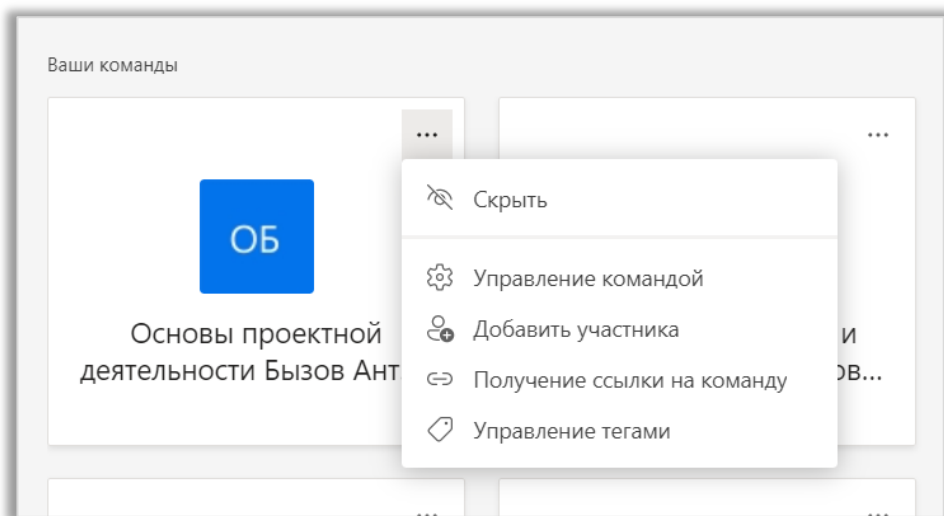 Ваши команды
ОБ
Основы проектной
деятельности Бызов Ант
Скрыть
Управление командой
Добавить участника
Получение ссылки на команду
Управление тегами
и
ов...